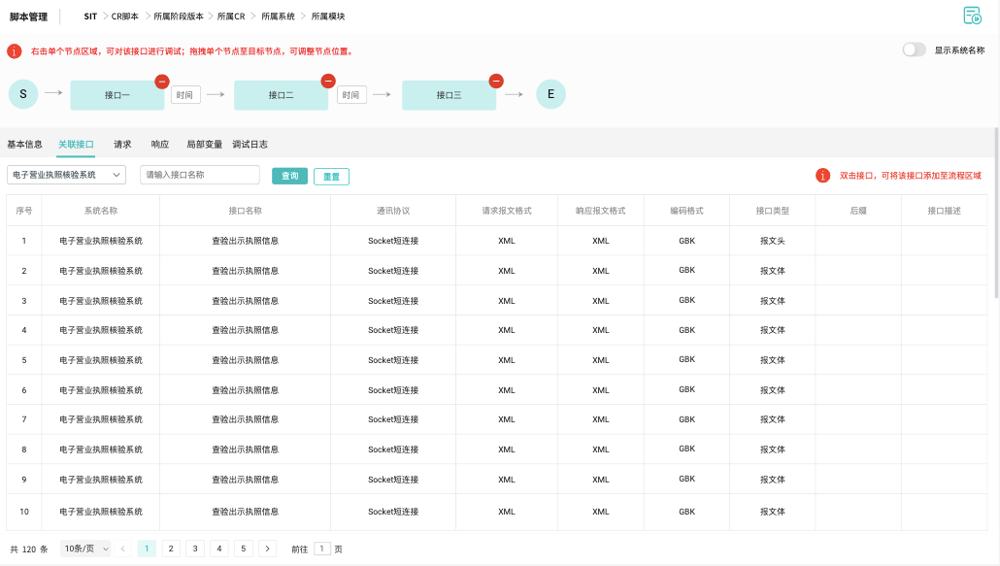 脚本管理 SIT CR脚本 所属阶段版本 所属CR 所属系统 所属模块
右击单个节点区域，可对该接口进行调试；拖拽单个节点至目标节点，可调整节点位置。 显示系统名称
S 接口一 时间 接口二 时间 接口三 E
基本信息 关联接口 请求 响应 局部变量 调试日志
电子营业执照核验系统 请输入接口名称 查询 重置 双击接口，可将该接口添加至流程区域
序号 系统名称 接口名称 通讯协议 请求报文格式 响应报文格式 编码格式 接口类型 后缀 接口描述
1 电子营业执照核验系统 查验出示执照信息 Socket短连接 XML XML GBK 报文头
2 电子营业执照核验系统 查验出示执照信息 Socket短连接 XML XML GBK 报文体
3 电子营业执照核验系统 查验出示执照信息 Socket短连接 XML XML GBK 报文体
4 电子营业执照核验系统 查验出示执照信息 Socket短连接 XML XML GBK 报文体
5 电子营业执照核验系统 查验出示执照信息 Socket短连接 XML XML GBK 报文体
6 电子营业执照核验系统 查验出示执照信息 Socket短连接 XML XML GBK 报文体
7 电子营业执照核验系统 查验出示执照信息 Socket短连接 XML XML GBK 报文体
8 电子营业执照核验系统 查验出示执照信息 Socket短连接 XML XML GBK 报文体
9 电子营业执照核验系统 查验出示执照信息 Socket短连接 XML XML GBK 报文体
10 电子营业执照核验系统 查验出示执照信息 Socket短连接 XML XML GBK 报文体
共 120 条 10条/页 1 2 3 4 5 前往 1 页